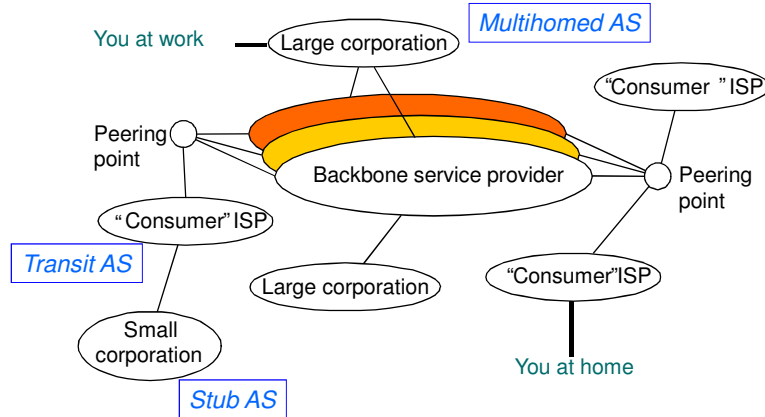 You at work
Large corporation
Multihomed AS
“Consumer ” ISP
Peering
point
Backbone service provider
Peering
point
“Consumer” ISP
Transit AS
Large corporation
“Consumer”ISP
Small
corporation
You at home
Stub AS